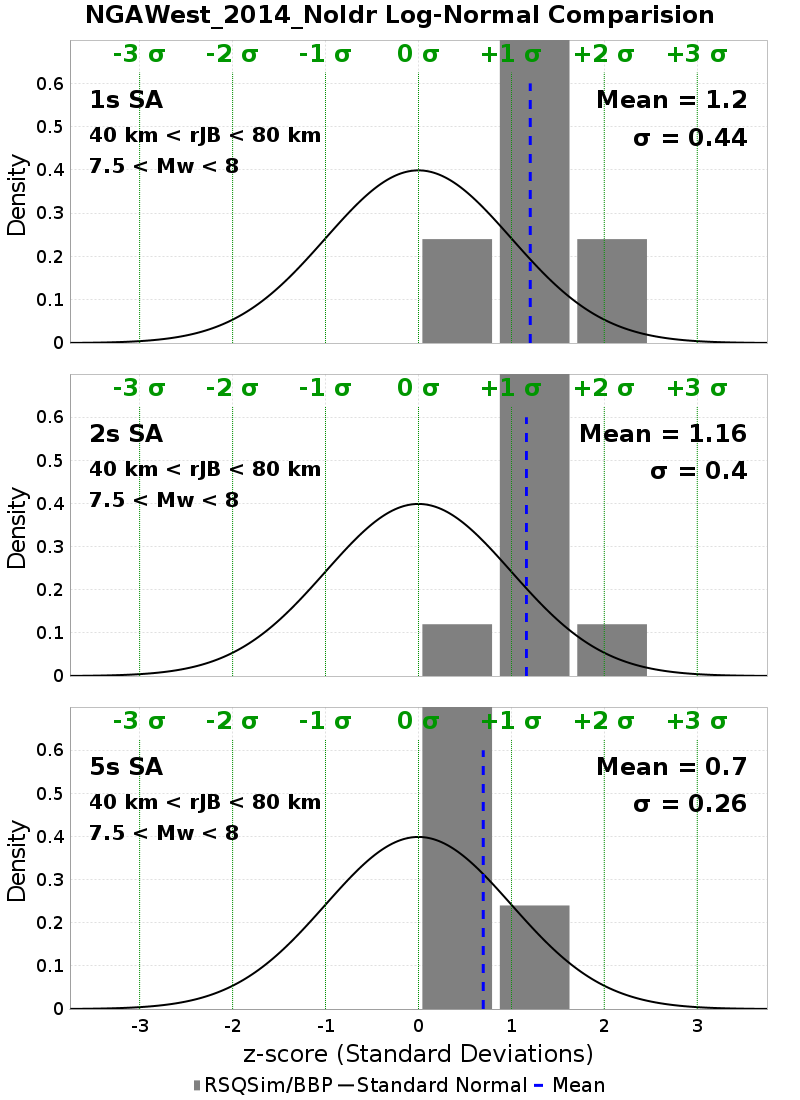 NGAWest_2014_NoIdr Log-Normal Comparision
-3 σ -2 σ -1 σ 0 σ +1 σ +2 σ +3 σ
1s SA
40 km < rJB < 80 km
7.5 < Mw < 8
Mean = 1.2
σ = 0.44
Density
0.6
0.5
0.4
0.3
0.2
0.1
0
-3 σ -2 σ -1 σ 0 σ +1 σ +2 σ +3 σ
2s SA
40 km < rJB < 80 km
7.5 < Mw < 8
Mean = 1.16
σ = 0.4
Density
0.6
0.5
0.4
0.3
0.2
0.1
0
-3 σ -2 σ -1 σ 0 σ +1 σ +2 σ +3 σ
5s SA
40 km < rJB < 80 km
7.5 < Mw < 8
Mean = 0.7
σ = 0.26
Density
0.6
0.5
0.4
0.3
0.2
0.1
0
-3 -2 -1 0 1 2 3
z-score (Standard Deviations)
RSQSim/BBP Standard Normal Mean